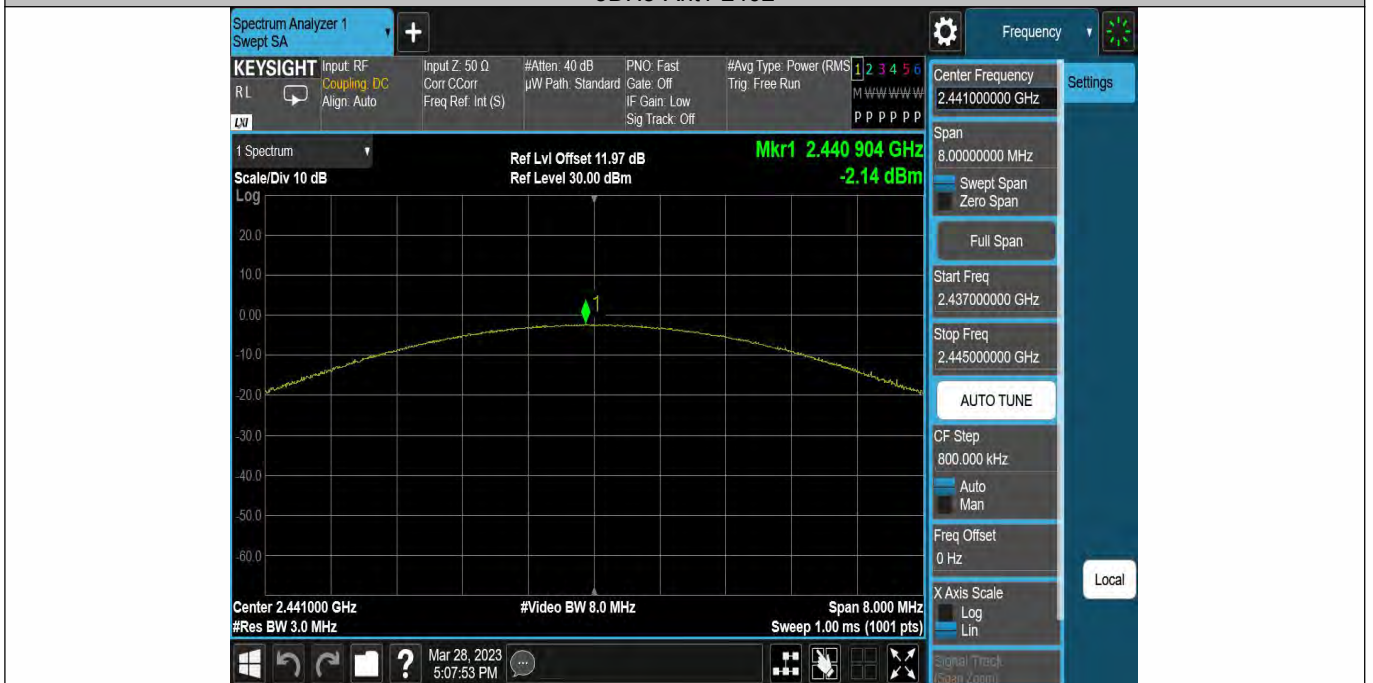 Spectrum Analyzer 1
Swept SA
+
Frequency
KEYSIGHT
RL
LXI
Input: RF
Coupling: DC
Align: Auto
Input Z: 50 Ω
Corr CCorr
Freq Ref: Int (S)
#Atten: 40 dB
µW Path: Standard
PNO: Fast
Gate: Off
IF Gain: Low
Sig Track: Off
#Avg Type: Power (RMS
Trig: Free Run
1 2 3 4 5 6
M W W W W W
P P P P P P
1 Spectrum
Scale/Div 10 dB
Ref Lvl Offset 11.97 dB
Ref Level 30.00 dBm
Mkr1 2.440 904 GHz
-2.14 dBm
Log
20.0
10.0
0.00
-10.0
-20.0
-30.0
-40.0
-50.0
-60.0
1
Center 2.441000 GHz
#Res BW 3.0 MHz
#Video BW 8.0 MHz
Span 8.000 MHz
Sweep 1.00 ms (1001 pts)
Center Frequency
2.441000000 GHz
Span
8.00000000 MHz
Swept Span
Zero Span
Full Span
Start Freq
2.437000000 GHz
Stop Freq
2.445000000 GHz
AUTO TUNE
CF Step
800.000 kHz
Auto
Man
Freq Offset
0 Hz
X Axis Scale
Log
Lin
Signal Track
(Span Zoom)
Settings
Local
?
Mar 28, 2023
5:07:53 PM